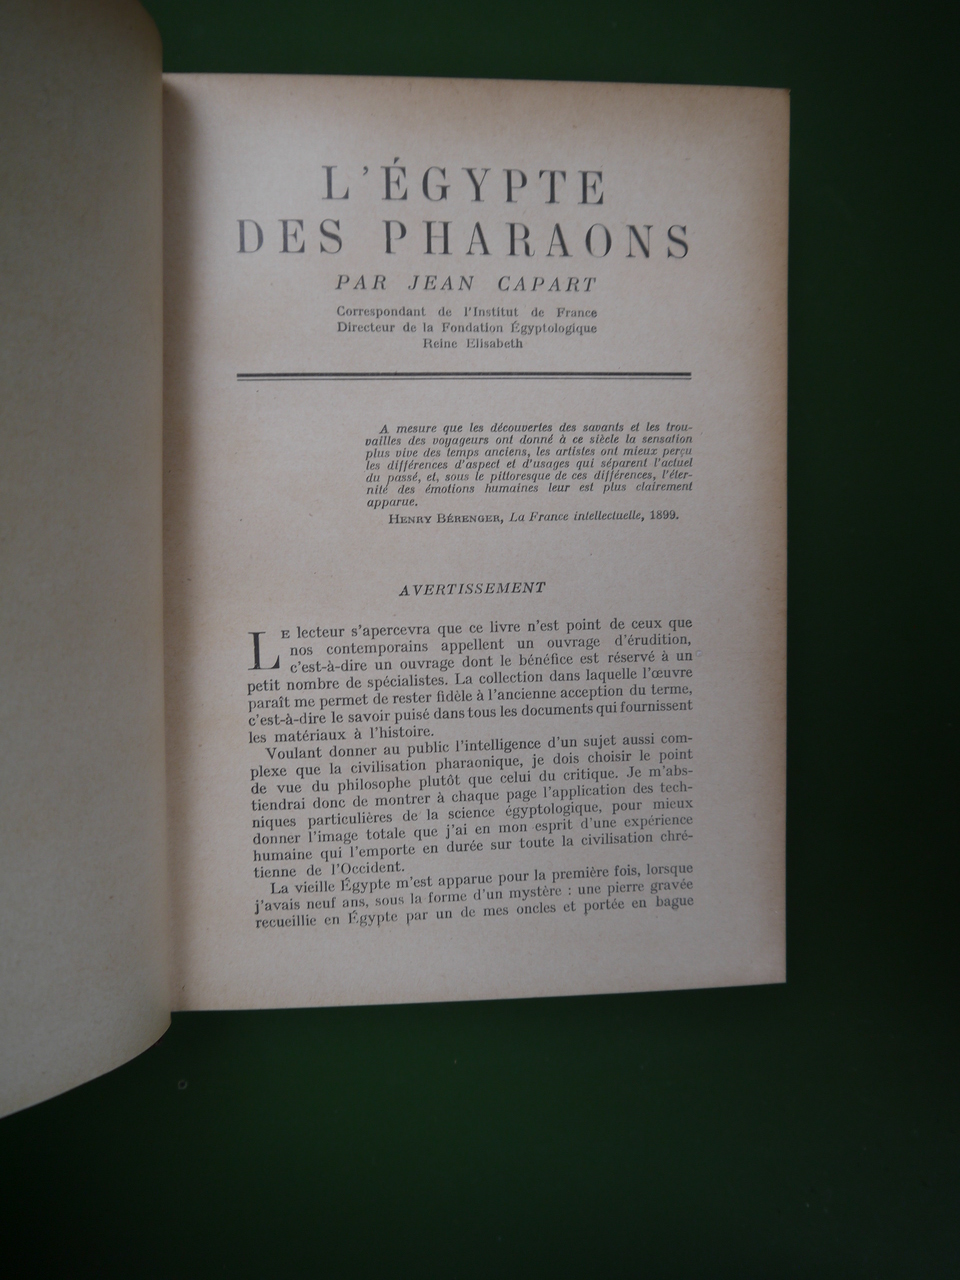 L'ÉGYPTE
DES PHARAONS
PAR JEAN CAPART
Correspondant de l'Institut de France
Directeur de la Fondation Égyptologique
Reine Elisabeth
A mesure que les découvertes des savants et les trou-
vailles des voyageurs ont donné à ce siècle la sensation
plus vive des temps anciens, les artistes ont mieux perçu
les différences d'aspect et d'usages qui séparent l'actuel
du passé, et, sous le pittoresque de ces différences, l'éter-
nité des émotions humaines leur est plus clairement
apparue.
HENRY BÉRENGER, La France intellectuelle, 1899.
AVERTISSEMENT
LE lecteur s'apercevra que ce livre n'est point de ceux que
nos contemporains appellent un ouvrage d'érudition,
c'est-à-dire un ouvrage dont le bénéfice est réservé à un
petit nombre de spécialistes. La collection dans laquelle l'œuvre
paraît me permet de rester fidèle à l'ancienne acception du terme,
c'est-à-dire le savoir puisé dans tous les documents qui fournissent
les matériaux à l'histoire.
Voulant donner au public l'intelligence d'un sujet aussi com-
plexe que la civilisation pharaonique, je dois choisir le point
de vue du philosophe plutôt que celui du critique. Je m'abs-
tiendrai donc de montrer à chaque page l'application des tech-
niques particulières de la science égyptologique, pour mieux
donner l'image totale que j'ai en mon esprit d'une expérience
humaine qui l'emporte en durée sur toute la civilisation chré-
tienne de l'Occident.
La vieille Égypte m'est apparue pour la première fois, lorsque
j'avais neuf ans, sous la forme d'un mystère : une pierre gravée
recueillie en Égypte par un de mes oncles et portée en bague